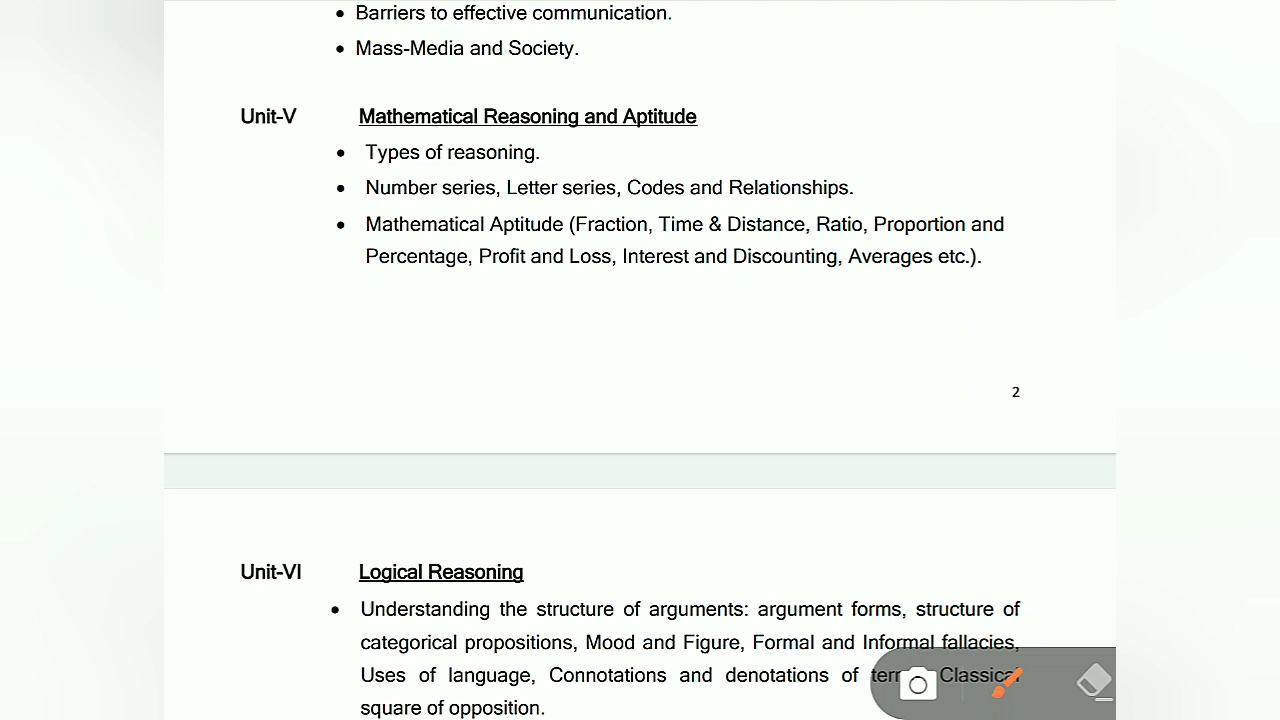 • Barriers to effective communication.
• Mass-Media and Society.
Unit-V Mathematical Reasoning and Aptitude
• Types of reasoning.
• Number series, Letter series, Codes and Relationships.
• Mathematical Aptitude (Fraction, Time & Distance, Ratio, Proportion and
Percentage, Profit and Loss, Interest and Discounting, Averages etc.).
2
Unit-VI Logical Reasoning
• Understanding the structure of arguments: argument forms, structure of
categorical propositions, Mood and Figure, Formal and Informal fallacies,
Uses of language, Connotations and denotations of Classical
square of opposition.